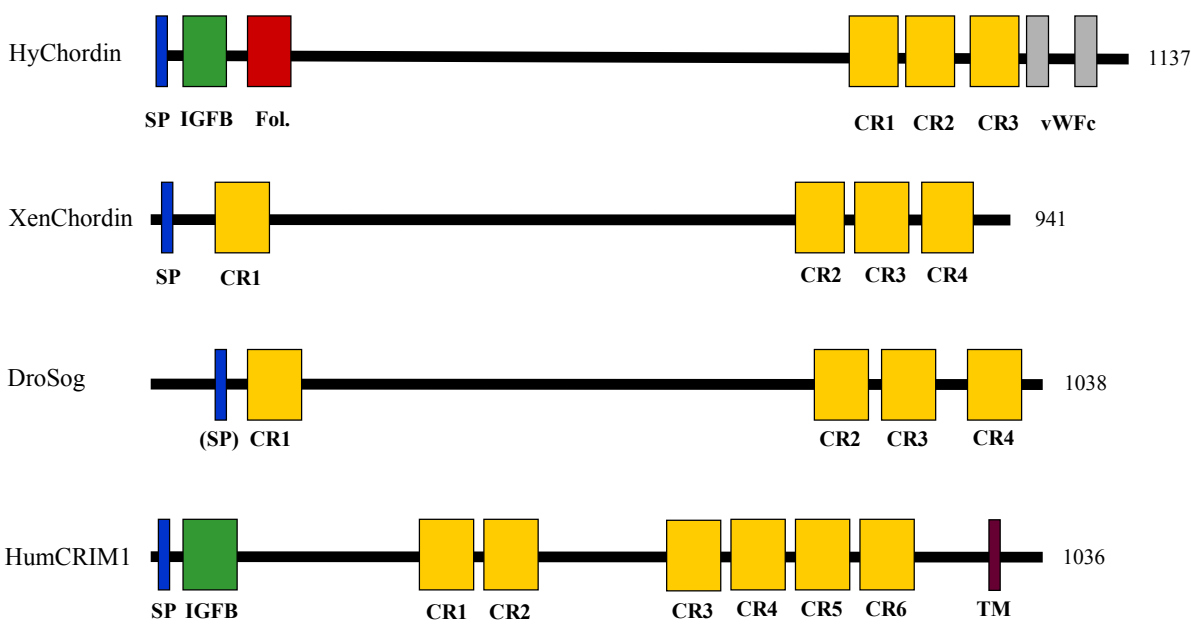 HyChordin 1137
SP IGFB Fol. CR1 CR2 CR3 vWFc
XenChordin 941
SP CR1 CR2 CR3 CR4
DroSog 1038
(SP) CR1 CR2 CR3 CR4
HumCRIM1 1036
SP IGFB CR1 CR2 CR3 CR4 CR5 CR6 TM